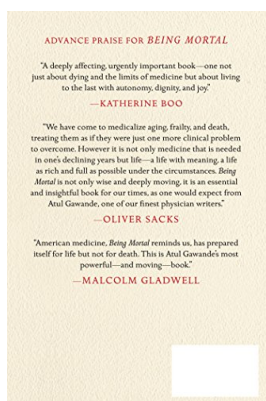 ADVANCE PRAISE FOR BEING MORTAL
"A deeply affecting, urgently important book—one not
just about dying and the limits of medicine but about living
to the last with autonomy, dignity, and joy."
—KATHERINE BOO
"We have come to medicalize aging, frailty, and death,
treating them as if they were just one more clinical problem
to overcome. However it is not only medicine that is needed
in one's declining years but life—a life with meaning, a life
as rich and full as possible under the circumstances. Being
Mortal is not only wise and deeply moving, it is an essential
and insightful book for our times, as one would expect from
Atul Gawande, one of our finest physician writers."
—OLIVER SACKS
"American medicine, Being Mortal reminds us, has prepared
itself for life but not for death. This is Atul Gawande's most
powerful—and moving—book."
—MALCOLM GLADWELL